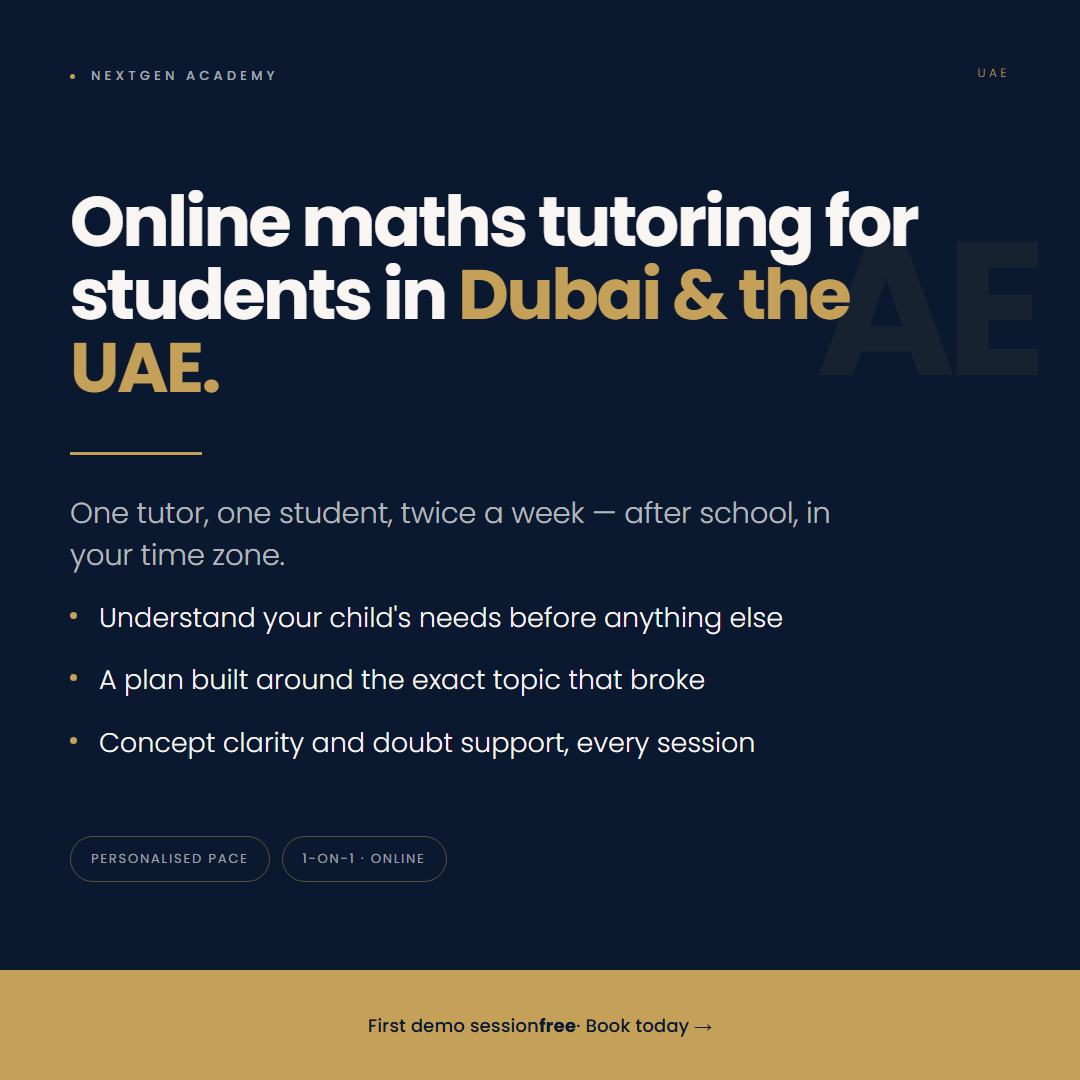 NEXTGEN ACADEMY
UAE
Online maths tutoring for
students in Dubai & the
UAE.
AE
One tutor, one student, twice a week — after school, in
your time zone.
Understand your child's needs before anything else
A plan built around the exact topic that broke
Concept clarity and doubt support, every session
PERSONALISED PACE
1-ON-1 · ONLINE
First demo sessionfree· Book today →